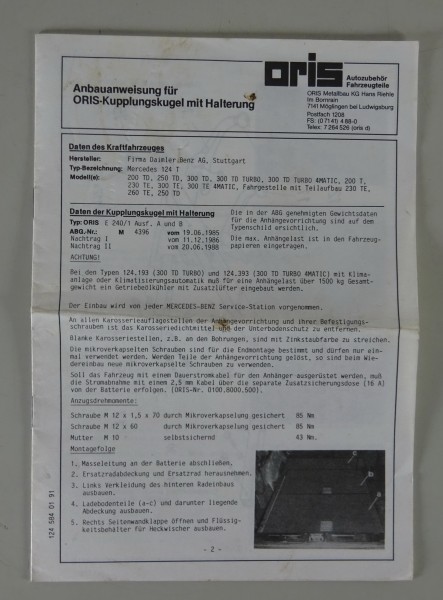 Anbauanweisung für
ORIS-Kupplungskugel mit Halterung
oris
Autozubehör
Fahrzeugteile
ORIS Metallbau KG Hans Riehle
Im Bornrain
7141 Möglingen bei Ludwigsburg
Postfach 1208
FS: (0 71 41) 4 88-0
Telex: 7 264 529 (oris d)
Daten des Kraftfahrzeuges
Hersteller: Firma Daimler-Benz AG, Stuttgart
Typ-Bezeichnung: Mercedes 124 T
Modell(e): 200 TD, 250 TD, 300 TD, 300 TD TURBO, 300 TD TURBO 4MATIC, 200 T,
230 TE, 300 TE, 300 TE 4MATIC, Fahrgestelle mit Teilaufbau 230 TE,
260 TE, 250 TD
Daten der Kupplungskugel mit Halterung
Typ: ORIS E 240/1 Ausf. A und B
ABG.Nr.: M 4396 vom 19.06.1985
Nachtrag I vom 11.12.1986
Nachtrag II vom 20.06.1988
Die in der ABG genehmigten Gewichtsdaten
für die Anhängevorrichtung sind auf dem
Typenschild ersichtlich.
Die max. Anhängelast ist in den Fahrzeug-
papieren eingetragen.
ACHTUNG!
Bei den Typen 124.193 (300 TD TURBO) und 124.393 (300 TD TURBO 4MATIC) mit Klima-
anlage oder Klimatisierungsautomatik muß für eine Anhängelast über 1500 kg Gesamt-
gewicht ein Getriebeölkühler mit Zusatzlüfter eingebaut werden.
Der Einbau wird von jeder MERCEDES-BENZ Service-Station vorgenommen.
An allen Karosserieauflagestellen der Anhängevorrichtung und ihrer Befestigungs-
schrauben ist das Karosseriedichtmittel der Unterbodenschutz zu entfernen.
Blanke Karosseriestellen, z.B. an den Bohrungen, sind mit Zinkstaubfarbe zu streichen.
Die mikroverkapselten Schrauben sind für die Endmontage bestimmt und dürfen nur ein-
mal verwendet werden. Werden Teile der Anhängevorrichtung gelöst, so sind beim Wie-
dereinbau neue mikroverkapselte Schrauben zu verwenden.
Soll das Fahrzeug mit einem Dauerstromkabel für den Anhänger ausgerüstet werden, muß
die Stromabnahme mit einem 2,5 mm Kabel über die separate Zusatzsicherungsdose (16 A)
von der Batterie erfolgen. (ORIS-Nr. 0100.8000.500).
Anzugsdrehmomente:
Schraube M 12 x 1,5 x 70 durch Mikroverkapselung gesichert 85 Nm
Schraube M 12 x 60 durch Mikroverkapselung gesichert 85 Nm
Mutter M 10 selbstsichernd 43 Nm.
Montagefolge
1. Masseleitung an der Batterie abschließen.
2. Ersatzradabdeckung und Ersatzrad herausnehmen.
3. Links Verkleidung des hinteren Radeinbaus
ausbauen.
4. Ladebodenteile (a-c) und darunter liegende
Abdeckung ausbauen.
5. Rechts Seitenwandklappe öffnen und Flüssig-
keitsbehälter für Heckwischer ausbauen.
- 2 -
124 584 01 91